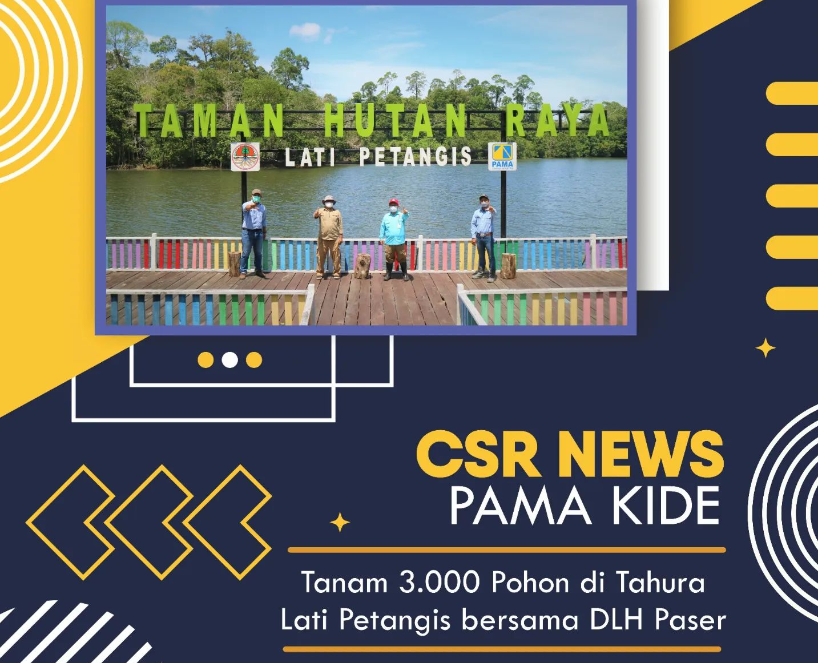 TAMAN HUTAN RAYA
LATI PETANGIS
PAMA
CSR NEWS
PAMA KIDE
Tanam 3.000 Pohon di Tahura
Lati Petangis bersama DLH Paser